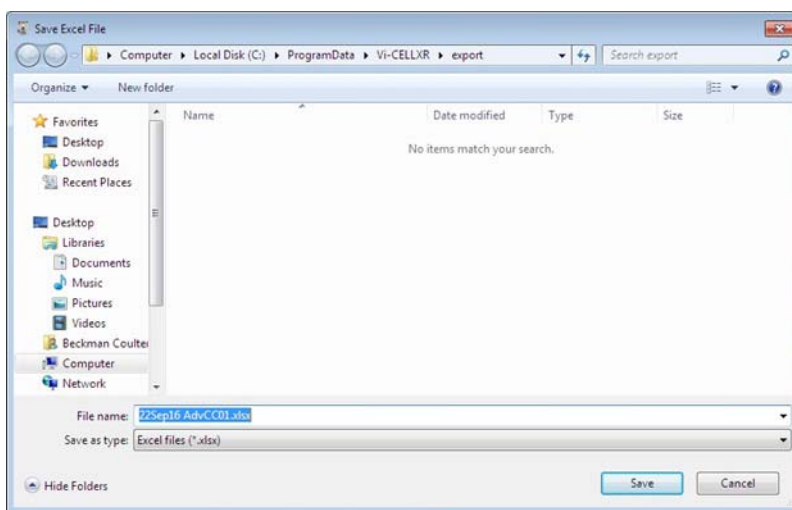 Save Excel File
Computer Local Disk (C:) ProgramData Vi-CELLXR export Search export
Organize New folder
Name Date modified Type Size
No items match your search.
Favorites
Desktop
Downloads
Recent Places
Desktop
Libraries
Documents
Music
Pictures
Videos
Beckman Coulter
Computer
Network
File name: 22Sep16 AdvCC01.xlsx
Save as type: Excel files (*.xlsx)
Hide Folders Save Cancel